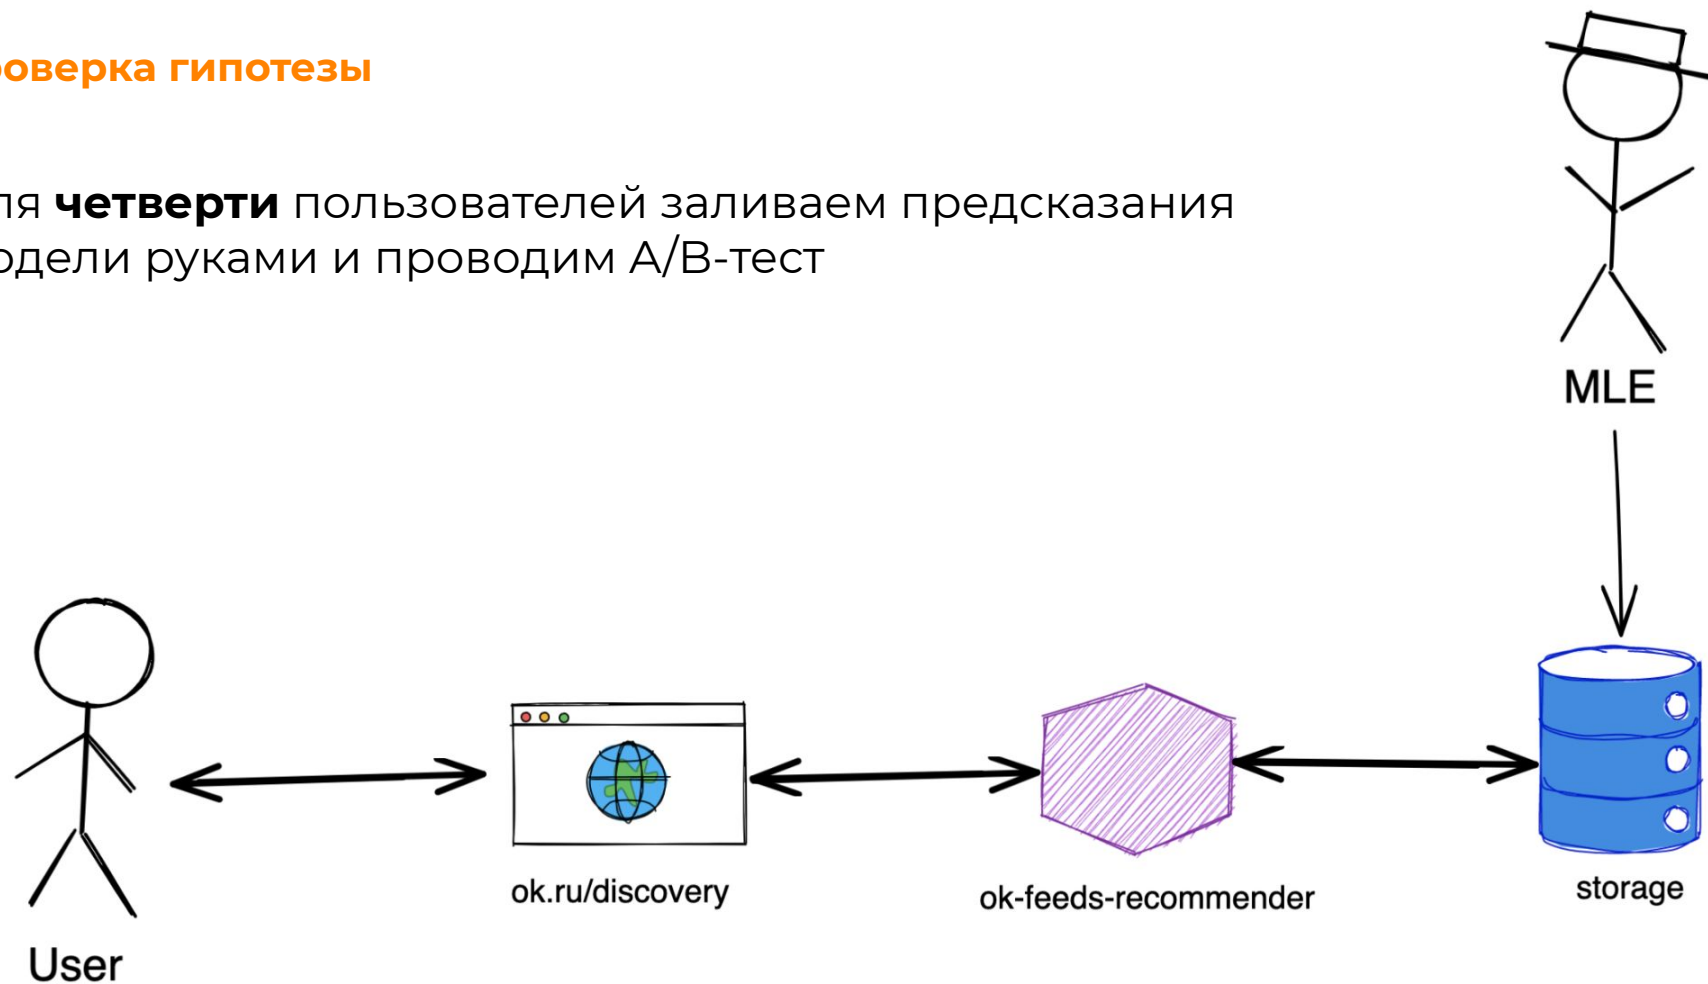 роверка гипотезы
ля четверти пользователей заливаем предсказания
одели руками и проводим A/B-тест
MLE
ok.ru/discovery
ok-feeds-recommender
storage
User